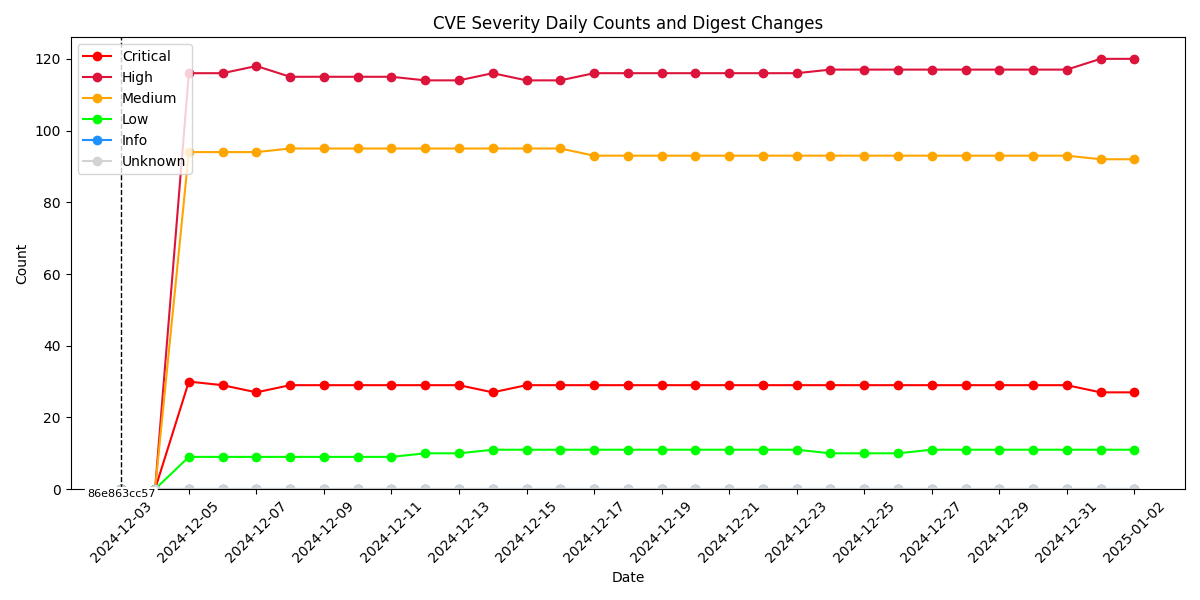 CVE Severity Daily Counts and Digest Changes
Critical
High
Medium
Low
Info
Unknown
Count
120
100
80
60
40
20
0
86e863cc57
2024-12-03
2024-12-05
2024-12-07
2024-12-09
2024-12-11
2024-12-13
2024-12-15
2024-12-17
2024-12-19
2024-12-21
2024-12-23
2024-12-25
2024-12-27
2024-12-29
2024-12-31
2025-01-02
Date